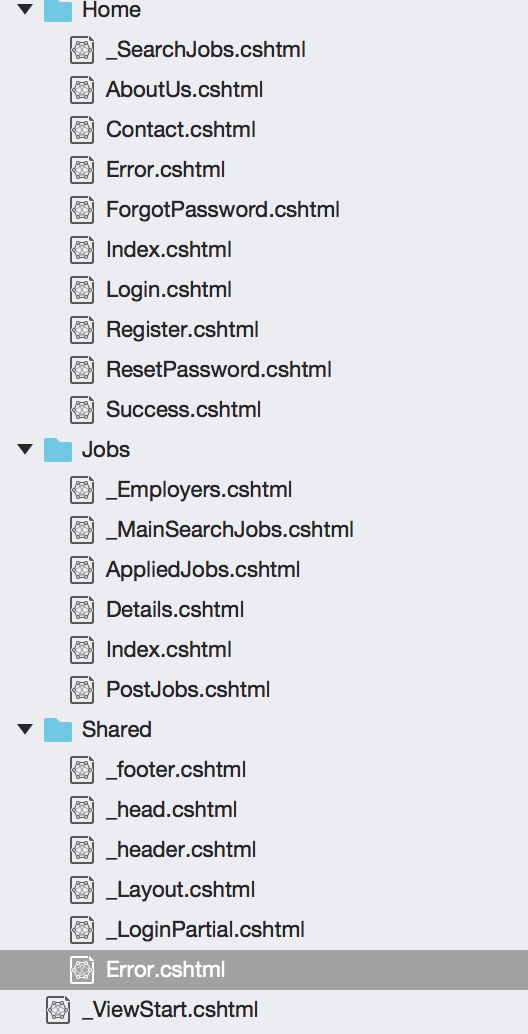 Home
_SearchJobs.cshtml
AboutUs.cshtml
Contact.cshtml
Error.cshtml
ForgotPassword.cshtml
Index.cshtml
Login.cshtml
Register.cshtml
ResetPassword.cshtml
Success.cshtml
Jobs
_Employers.cshtml
_MainSearchJobs.cshtml
AppliedJobs.cshtml
Details.cshtml
Index.cshtml
PostJobs.cshtml
Shared
_footer.cshtml
_head.cshtml
_header.cshtml
_Layout.cshtml
_LoginPartial.cshtml
Error.cshtml
_ViewStart.cshtml